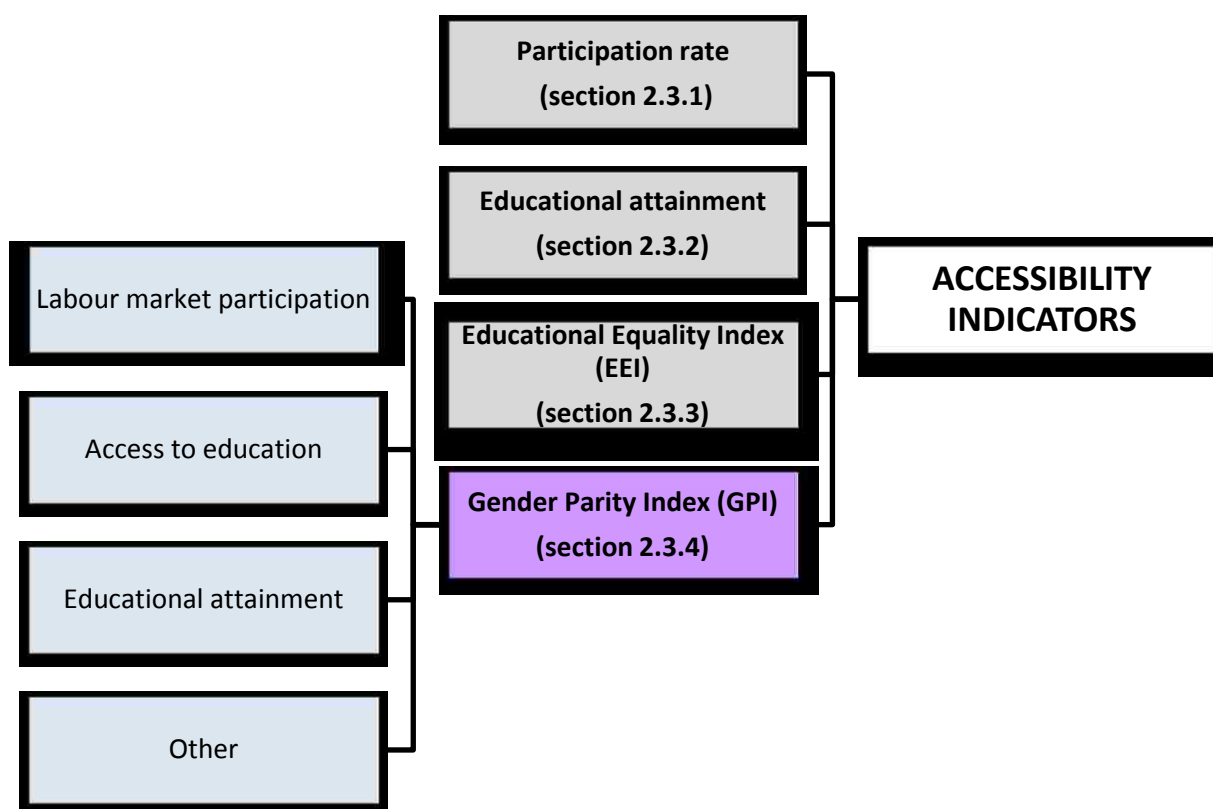 Participation rate
(section 2.3.1)
Educational attainment
(section 2.3.2)
Educational Equality Index
(EEI)
(section 2.3.3)
Gender Parity Index (GPI)
(section 2.3.4)
ACCESSIBILITY
INDICATORS
Labour market participation
Access to education
Educational attainment
Other